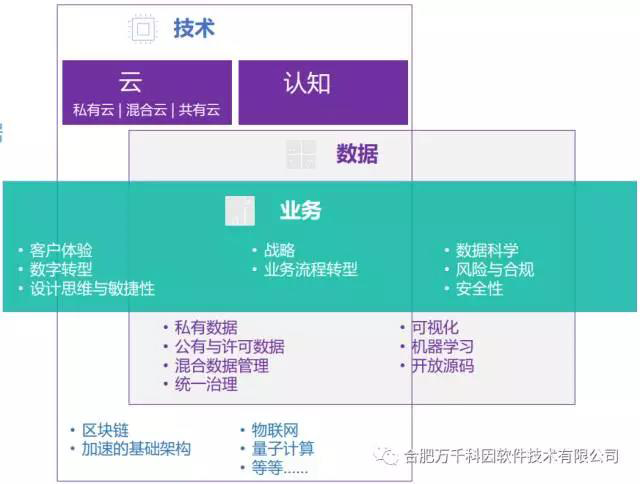 技术
云
私有云 | 混合云 | 共有云
认知
数据
业务
• 客户体验
• 数字转型
• 设计思维与敏捷性
• 战略
• 业务流程转型
• 数据科学
• 风险与合规
• 安全性
• 私有数据
• 公有与许可数据
• 混合数据管理
• 统一治理
• 可视化
• 机器学习
• 开放源码
• 区块链
• 加速的基础架构
• 物联网
• 量子计算
• 等等......
合肥万千科因软件技术有限公司